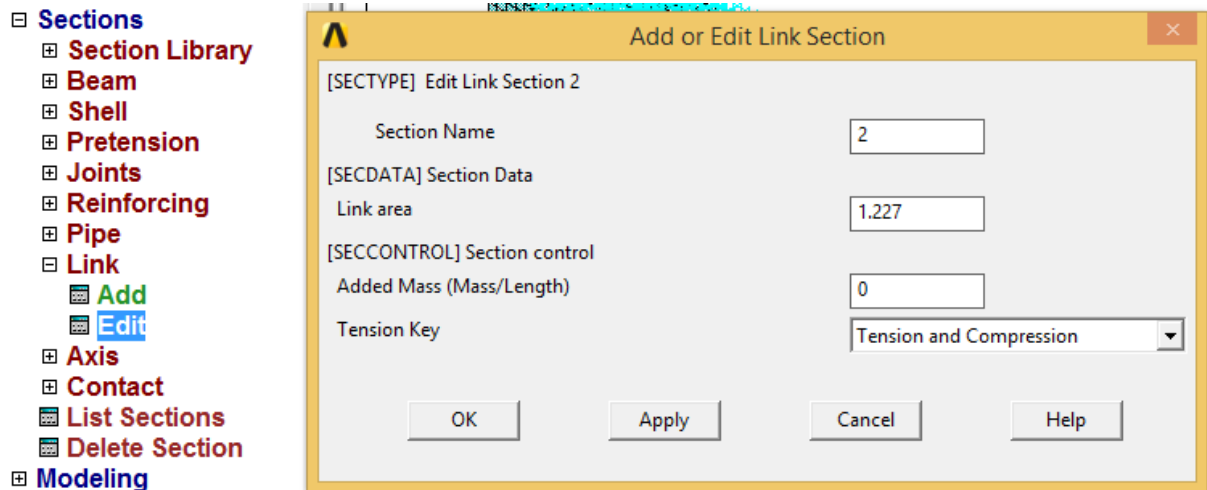 Sections
Section Library
Beam
Shell
Pretension
Joints
Reinforcing
Pipe
Link
Add
Edit
Axis
Contact
List Sections
Delete Section
Modeling
Add or Edit Link Section
[SECTYPE] Edit Link Section 2
Section Name 2
[SECDATA] Section Data
Link area 1.227
[SECCONTROL] Section control
Added Mass (Mass/Length) 0
Tension Key Tension and Compression
OK Apply Cancel Help